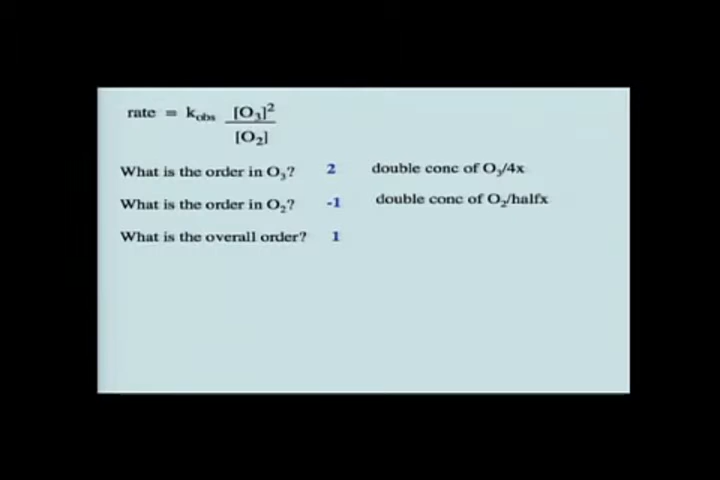 rate = k_obs [O₃]²
[O₂]
What is the order in O₃? 2 double conc of O₃/4x
What is the order in O₂? -1 double conc of O₂/halfx
What is the overall order? 1